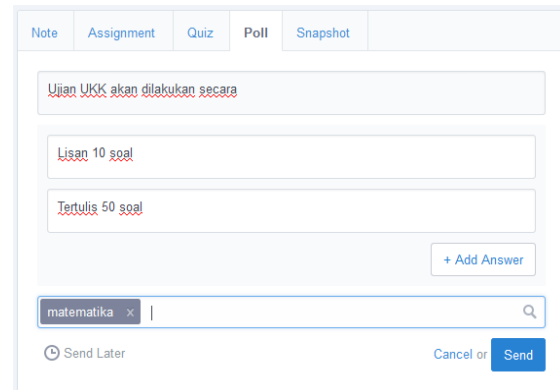 Note Assignment Quiz Poll Snapshot
Ujian UKK akan dilakukan secara
Lisan 10 soal
Tertulis 50 soal
+ Add Answer
matematika x
Send Later Cancel or Send